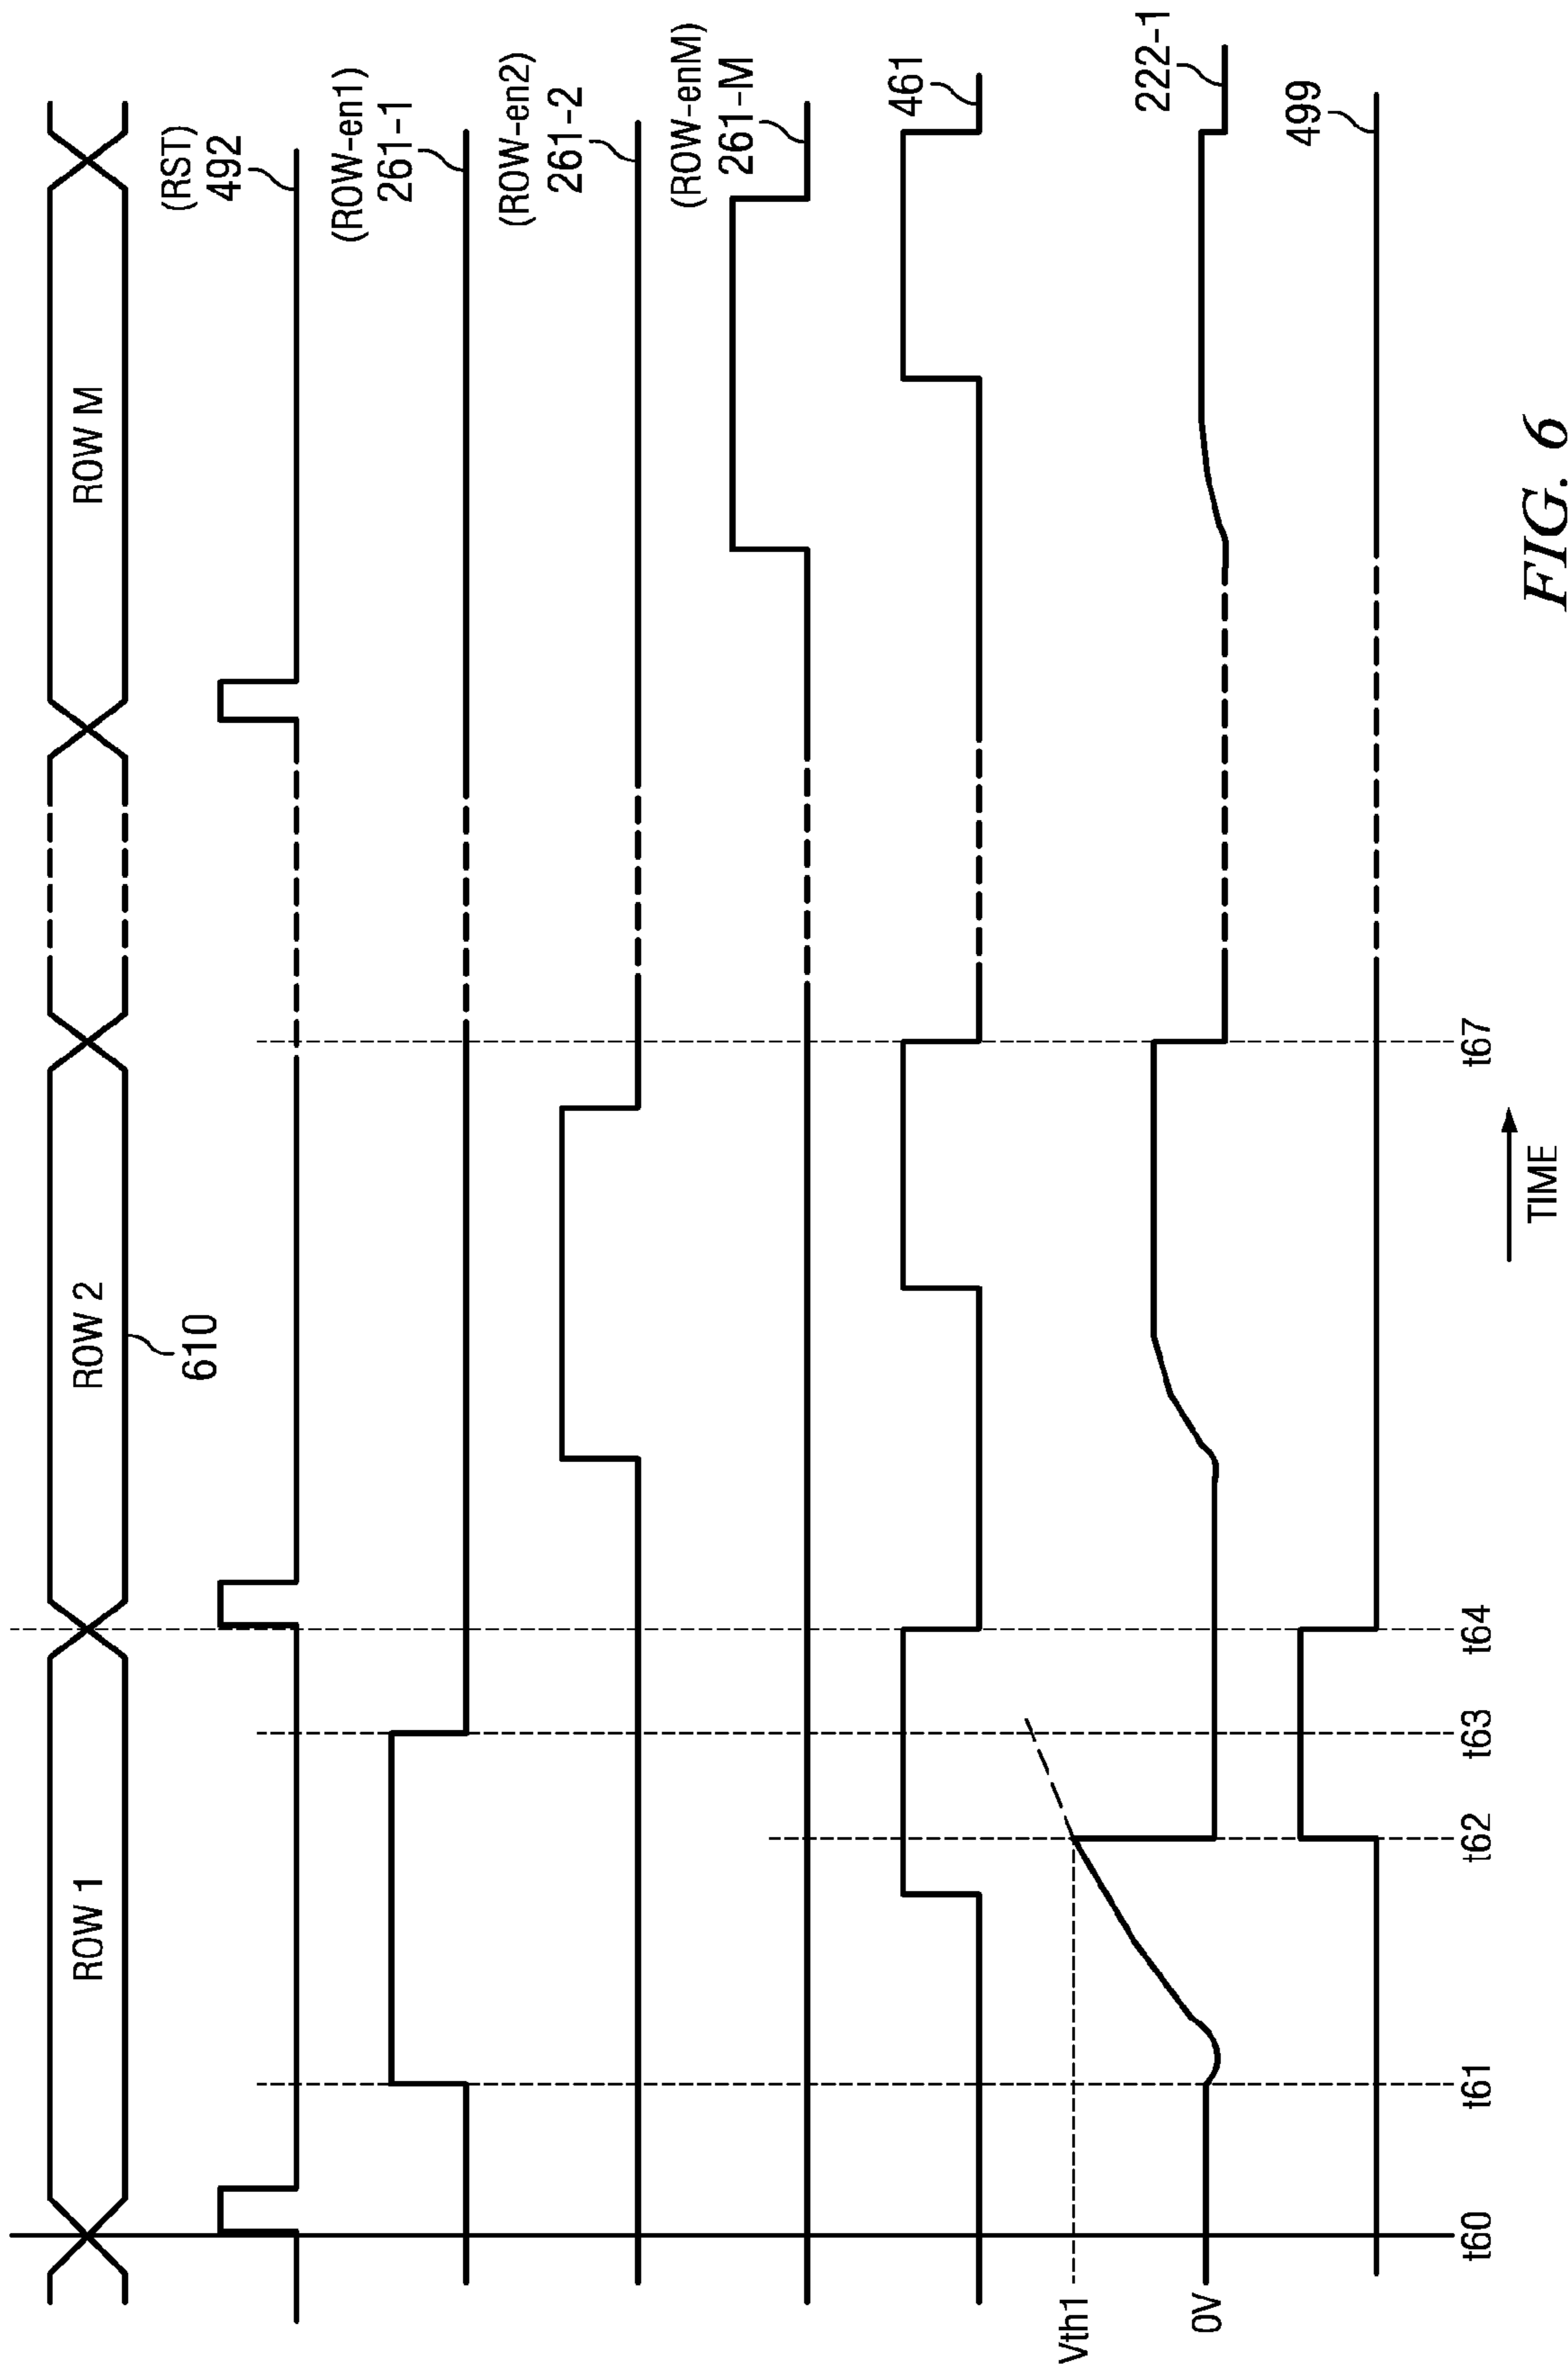 ROW 1
ROW 2
ROW M
610
(RST)
492
(ROW-en1)
261-1
(ROW-en2)
261-2
(ROW-enM)
261-M
461
Vth1
0V
222-1
499
t60
t61
t62
t63
t64
t67
TIME
FIG. 6